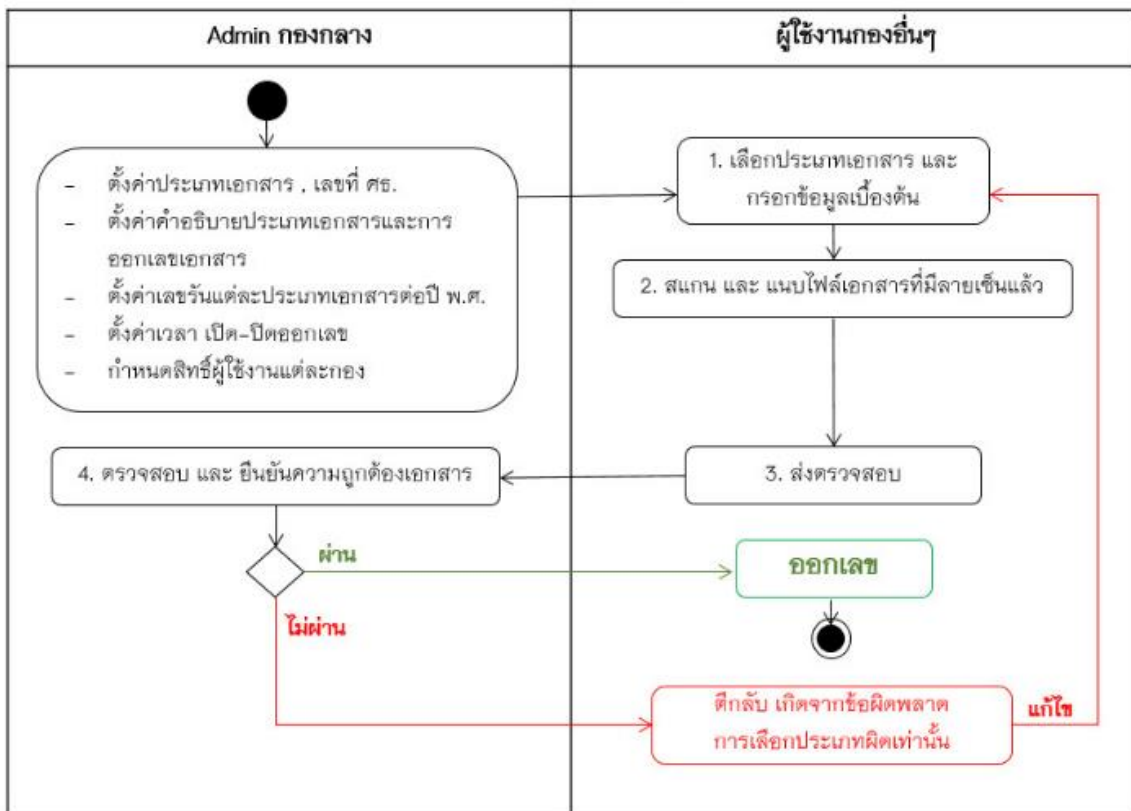 Admin กองกลาง
ผู้ใช้งานกองอื่นๆ
- ตั้งค่าประเภทเอกสาร , เลขที่ ศธ.
- ตั้งค่าคำอธิบายประเภทเอกสารและการ
ออกเลขเอกสาร
- ตั้งค่าเลขรันแต่ละประเภทเอกสารต่อปี พ.ศ.
- ตั้งค่าเวลา เปิด-ปิดออกเลข
- กำหนดสิทธิ์ผู้ใช้งานแต่ละกอง
1. เลือกประเภทเอกสาร และ
กรอกข้อมูลเบื้องต้น
2. สแกน และ แนบไฟล์เอกสารที่มีลายเซ็นแล้ว
3. ส่งตรวจสอบ
4. ตรวจสอบ และ ยืนยันความถูกต้องเอกสาร
ผ่าน
ออกเลข
ไม่ผ่าน
ตีกลับ เกิดจากข้อผิดพลาด
การเลือกประเภทผิดเท่านั้น
แก้ไข